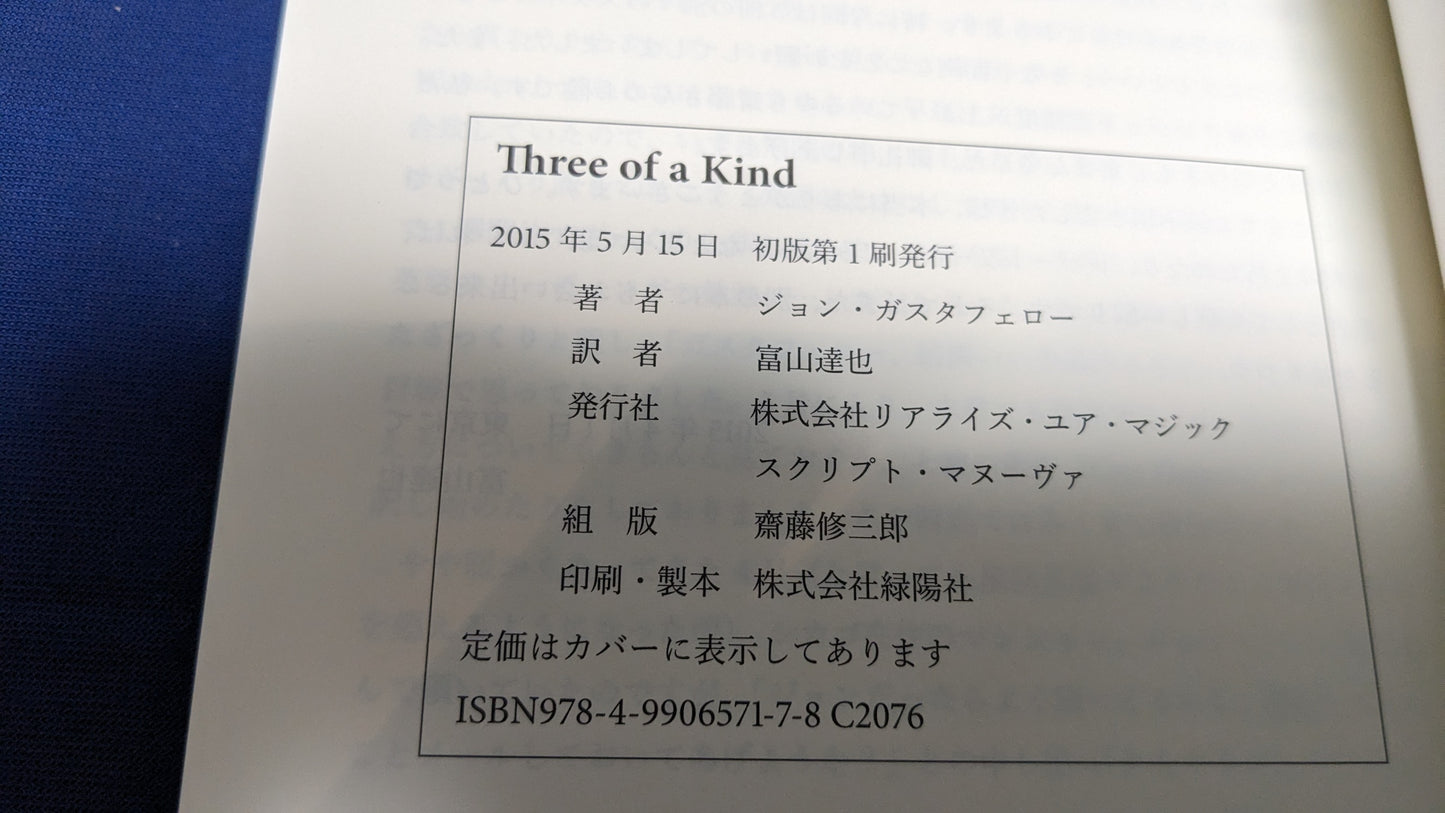 Three of a Kind
2015 年 5 月 15 日　初版第 1 刷発行
著　者　ジョン・ガスタフェロー
訳　者　富山達也
発行社　株式会社リアライズ・ユア・マジック
スクリプト・マヌーヴァ
組　版　齋藤修三郎
印刷・製本　株式会社緑陽社
定価はカバーに表示してあります
ISBN978-4-9906571-7-8 C2076